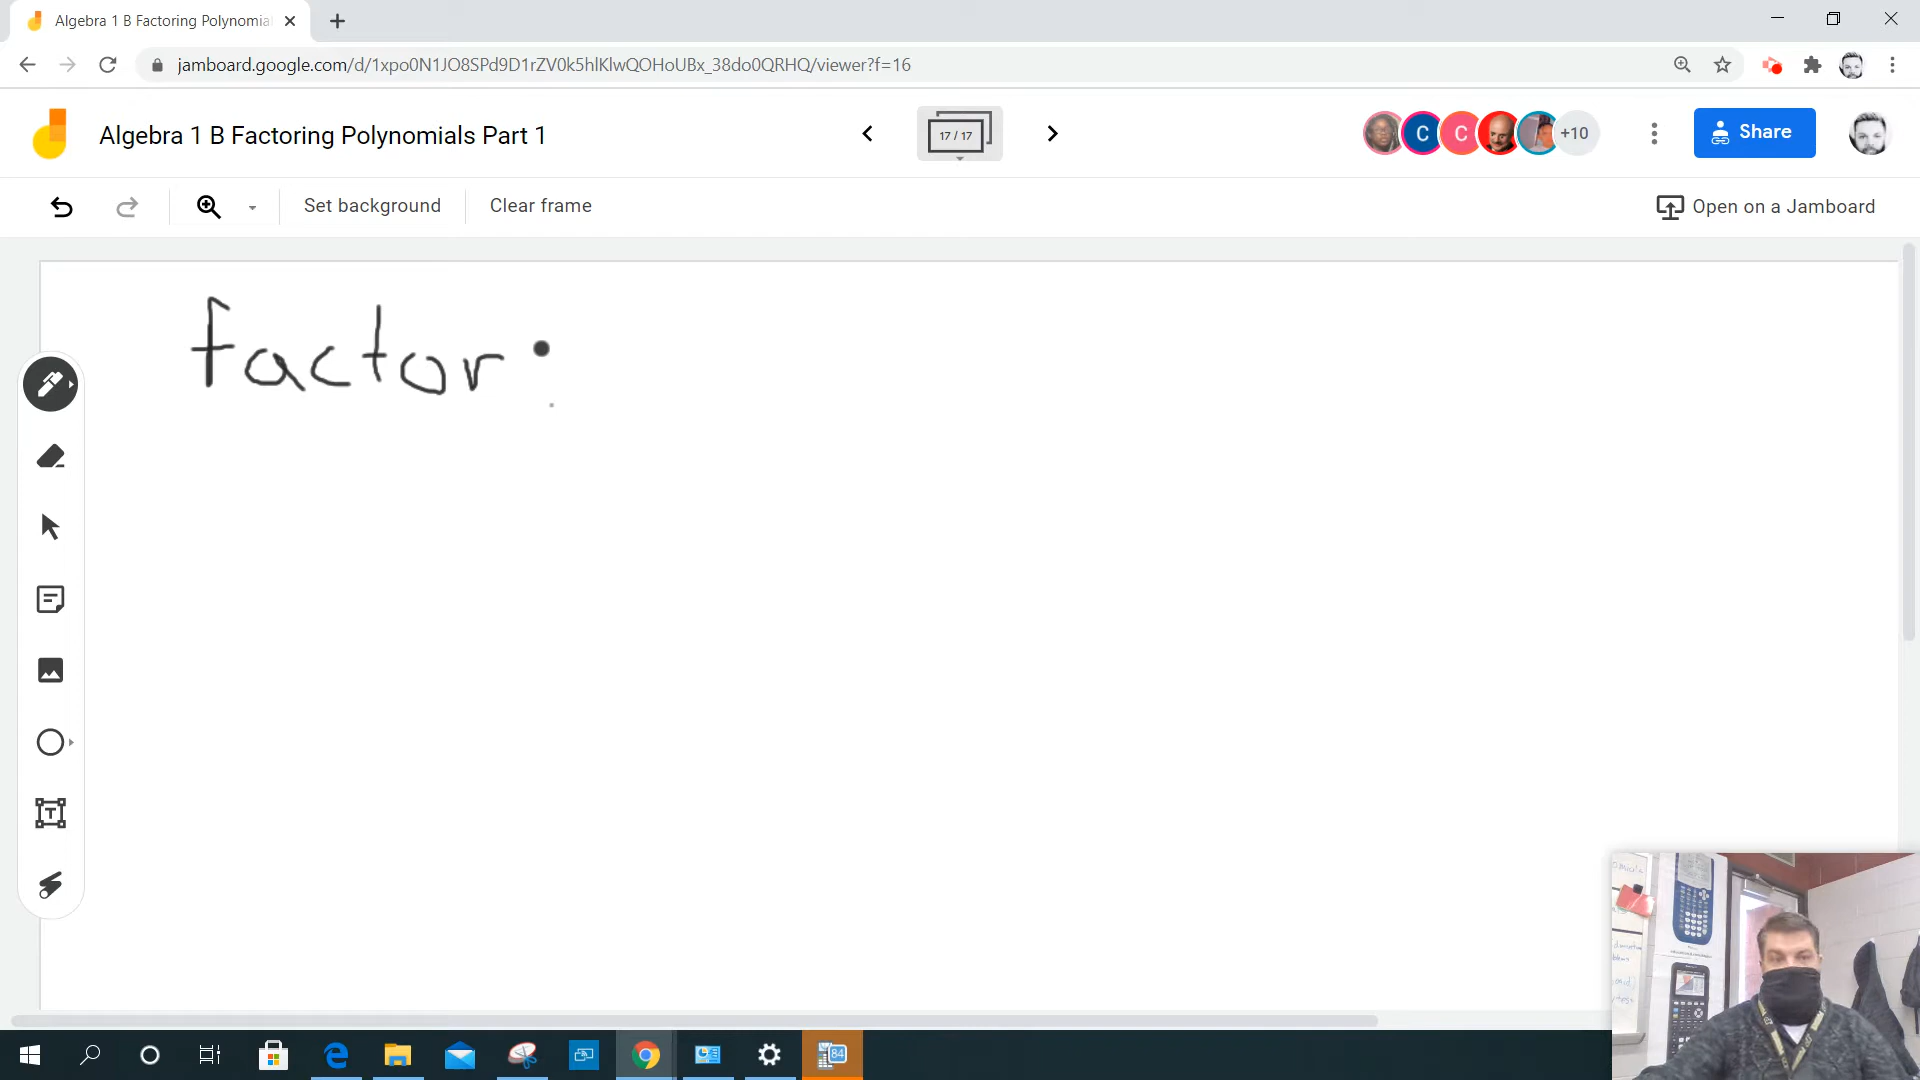 Algebra 1 B Factoring Polynomia
jamboard.google.com/d/1xpo0N1JO8SPd9D1rZV0k5hlKlwQOHoUBx_38do0QRHQ/viewer?f=16
Algebra 1 B Factoring Polynomials Part 1
17 / 17
C
C
+10
Share
Set background
Clear frame
Open on a Jamboard
factor:
T
84